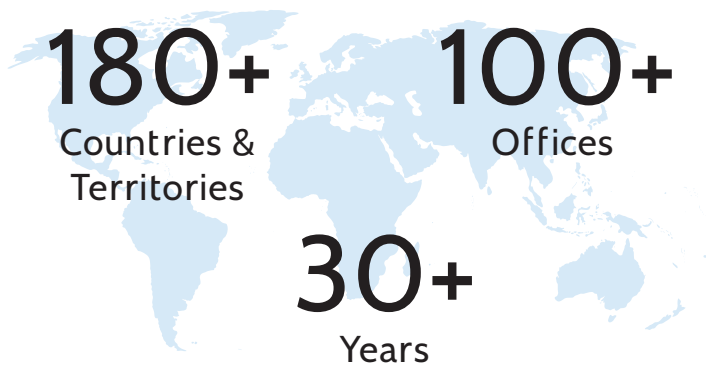 180+
Countries &
Territories
100+
Offices
30+
Years